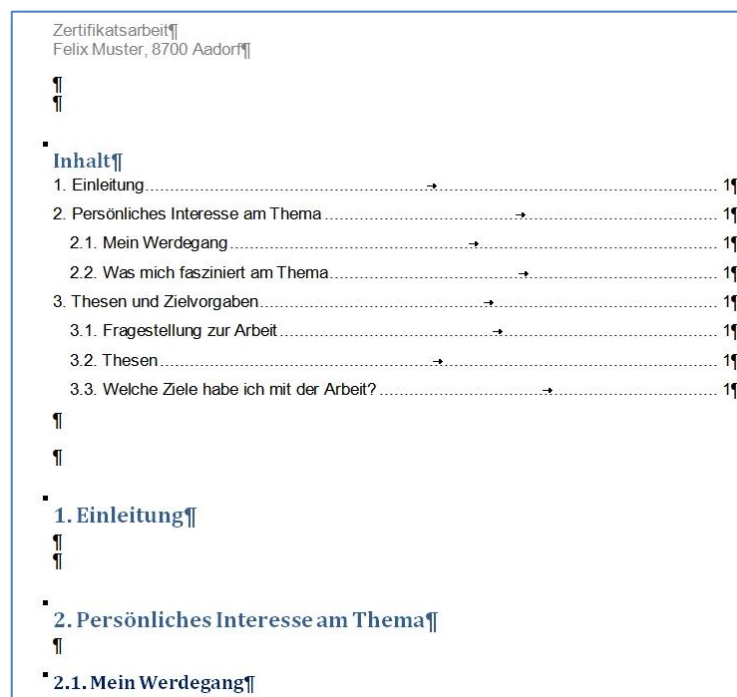 Zertifikatsarbeit¶
Felix Muster, 8700 Aadorf¶
¶
¶
Inhalt¶
1. Einleitung........................................→........................................ 1¶
2. Persönliches Interesse am Thema........................................→........................................ 1¶
2.1. Mein Werdegang........................................→........................................ 1¶
2.2. Was mich fasziniert am Thema........................................→........................................ 1¶
3. Thesen und Zielvorgaben........................................→........................................ 1¶
3.1. Fragestellung zur Arbeit........................................→........................................ 1¶
3.2. Thesen........................................→........................................ 1¶
3.3. Welche Ziele habe ich mit der Arbeit?........................................→........................................ 1¶
¶
¶
1. Einleitung¶
¶
¶
2. Persönliches Interesse am Thema¶
¶
2.1. Mein Werdegang¶